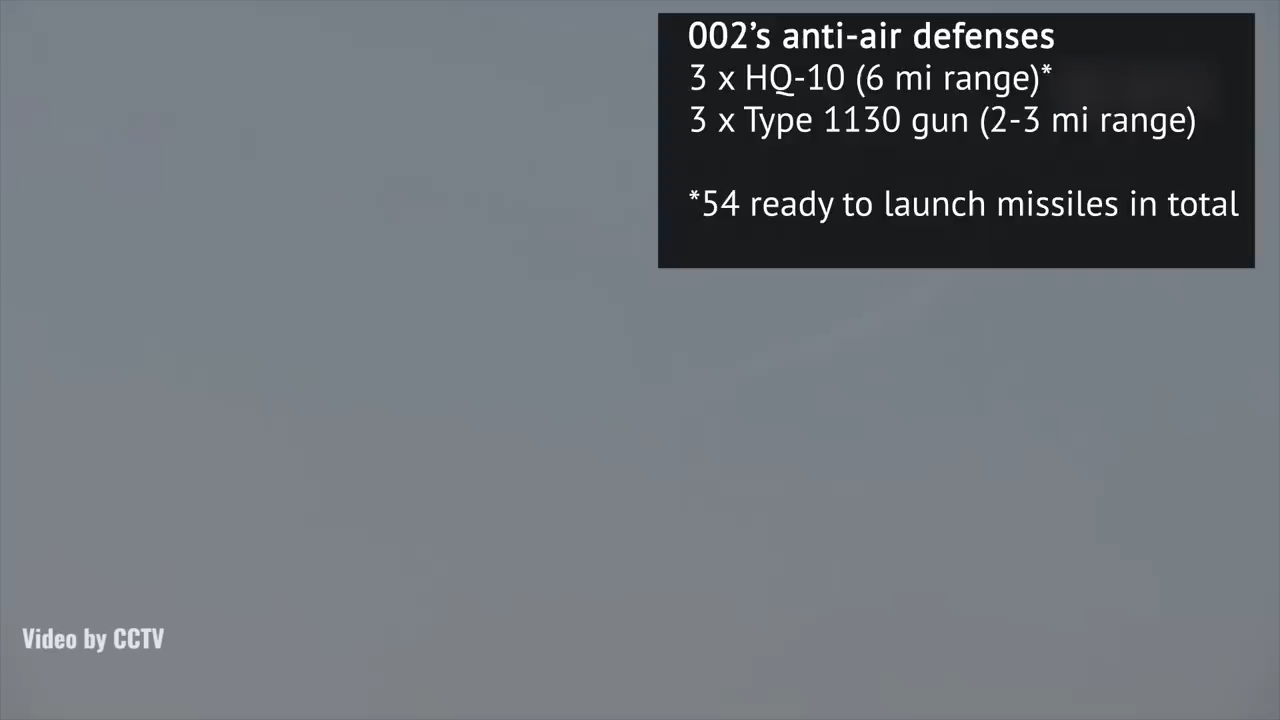 002’s anti-air defenses
3 x HQ-10 (6 mi range)*
3 x Type 1130 gun (2-3 mi range)
*54 ready to launch missiles in total
Video by CCTV